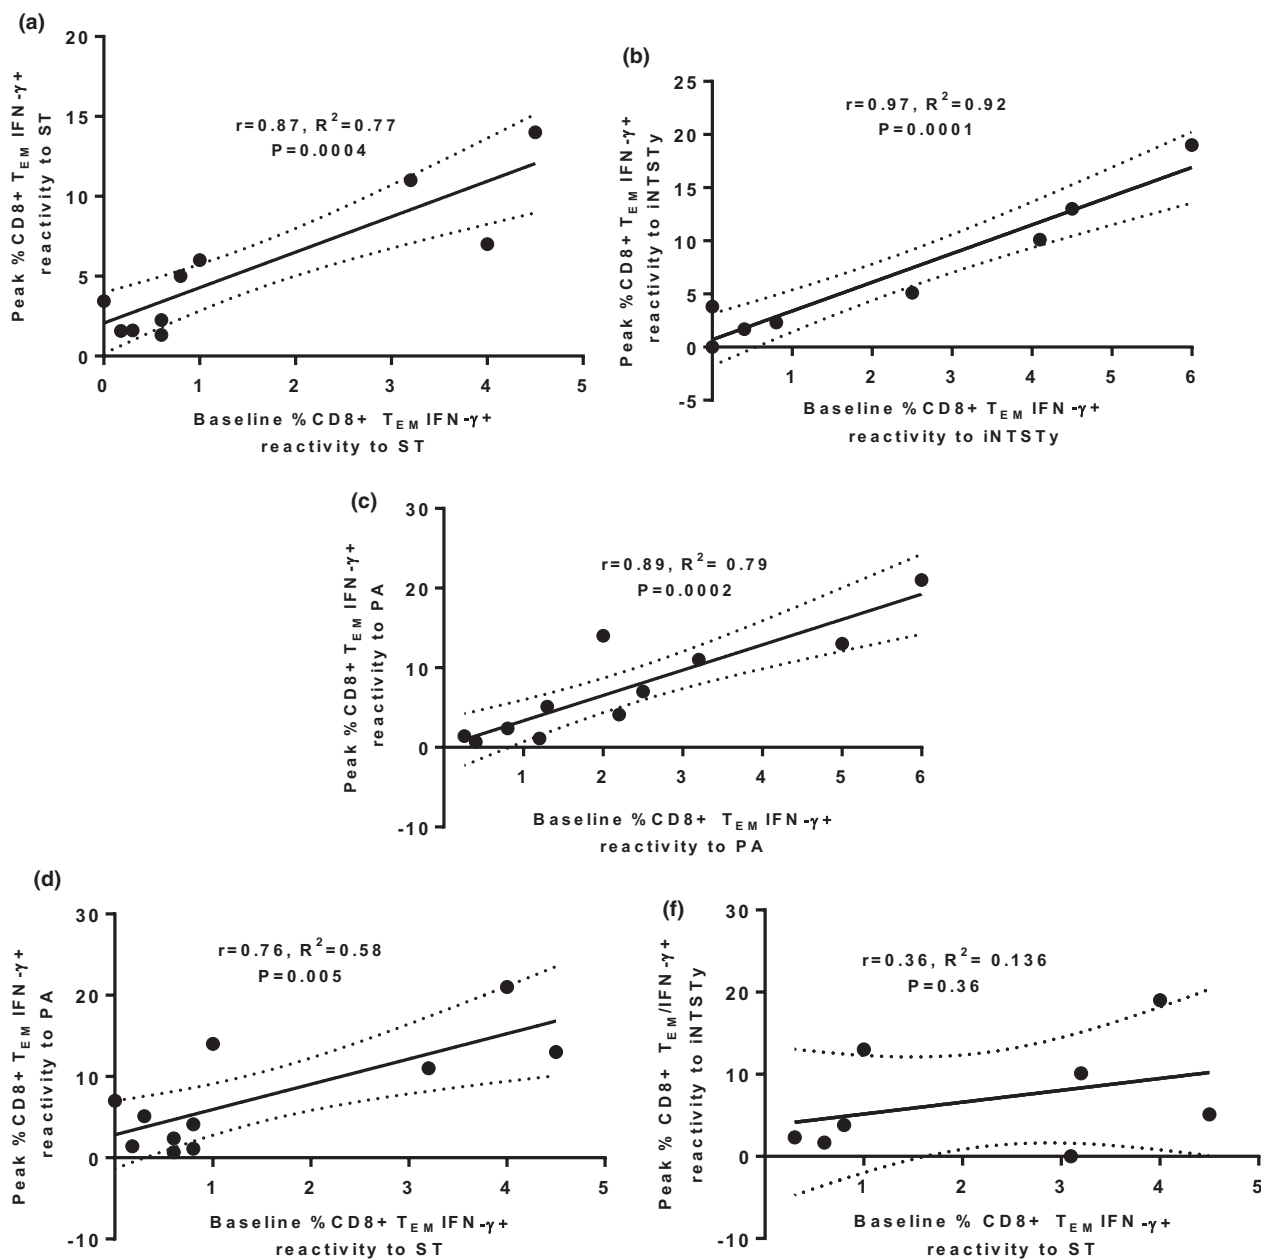 (a)
20
15
10
5
0
0 1 2 3 4 5
r=0.87, R²=0.77
P=0.0004
Peak %CD8+ T_EM IFN-γ+
reactivity to ST
Baseline %CD8+ T_EM IFN-γ+
reactivity to ST
(b)
25
20
15
10
5
0
-5
1 2 3 4 5 6
r=0.97, R²=0.92
P=0.0001
Peak %CD8+ T_EM IFN-γ+
reactivity to iNTSTy
Baseline %CD8+ T_EM IFN-γ+
reactivity to iNTSTy
(c)
30
20
10
0
-10
1 2 3 4 5 6
r=0.89, R²= 0.79
P=0.0002
Peak %CD8+ T_EM IFN-γ+
reactivity to PA
Baseline %CD8+ T_EM IFN-γ+
reactivity to PA
(d)
30
20
10
0
-10
1 2 3 4 5
r=0.76, R²=0.58
P=0.005
Peak %CD8+ T_EM IFN-γ+
reactivity to PA
Baseline %CD8+ T_EM IFN-γ+
reactivity to ST
(f)
30
20
10
0
-10
1 2 3 4 5
r=0.36, R²= 0.136
P=0.36
Peak % CD8+ T_EM/IFN-γ+
reactivity to iNTSTy
Baseline % CD8+ T_EM IFN-γ+
reactivity to ST